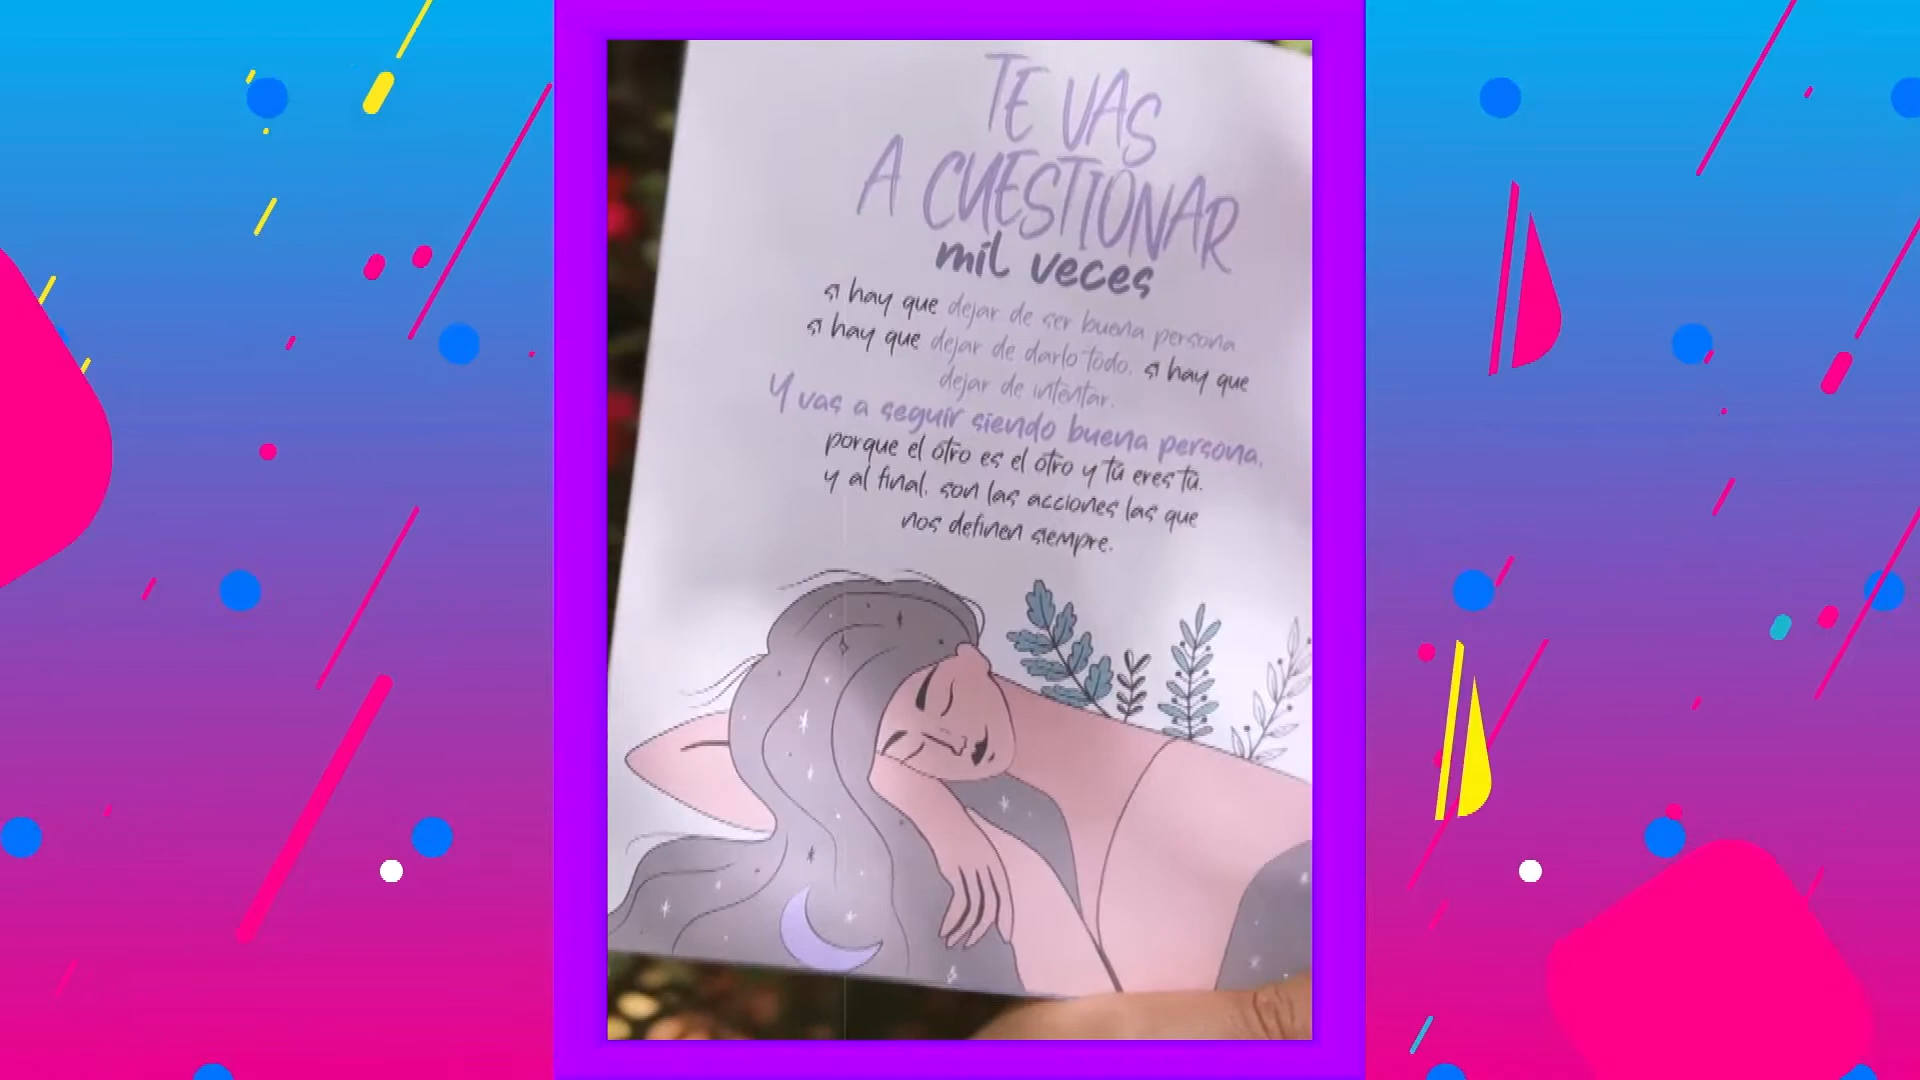 TE VAS
A CUESTIONAR
mil veces
si hay que dejar de ser buena persona
si hay que dejar de darlo todo, si hay que
dejar de intentar.
Y vas a seguir siendo buena persona,
porque el otro es el otro y tú eres tú.
y al final, son las acciones las que
nos definen siempre.